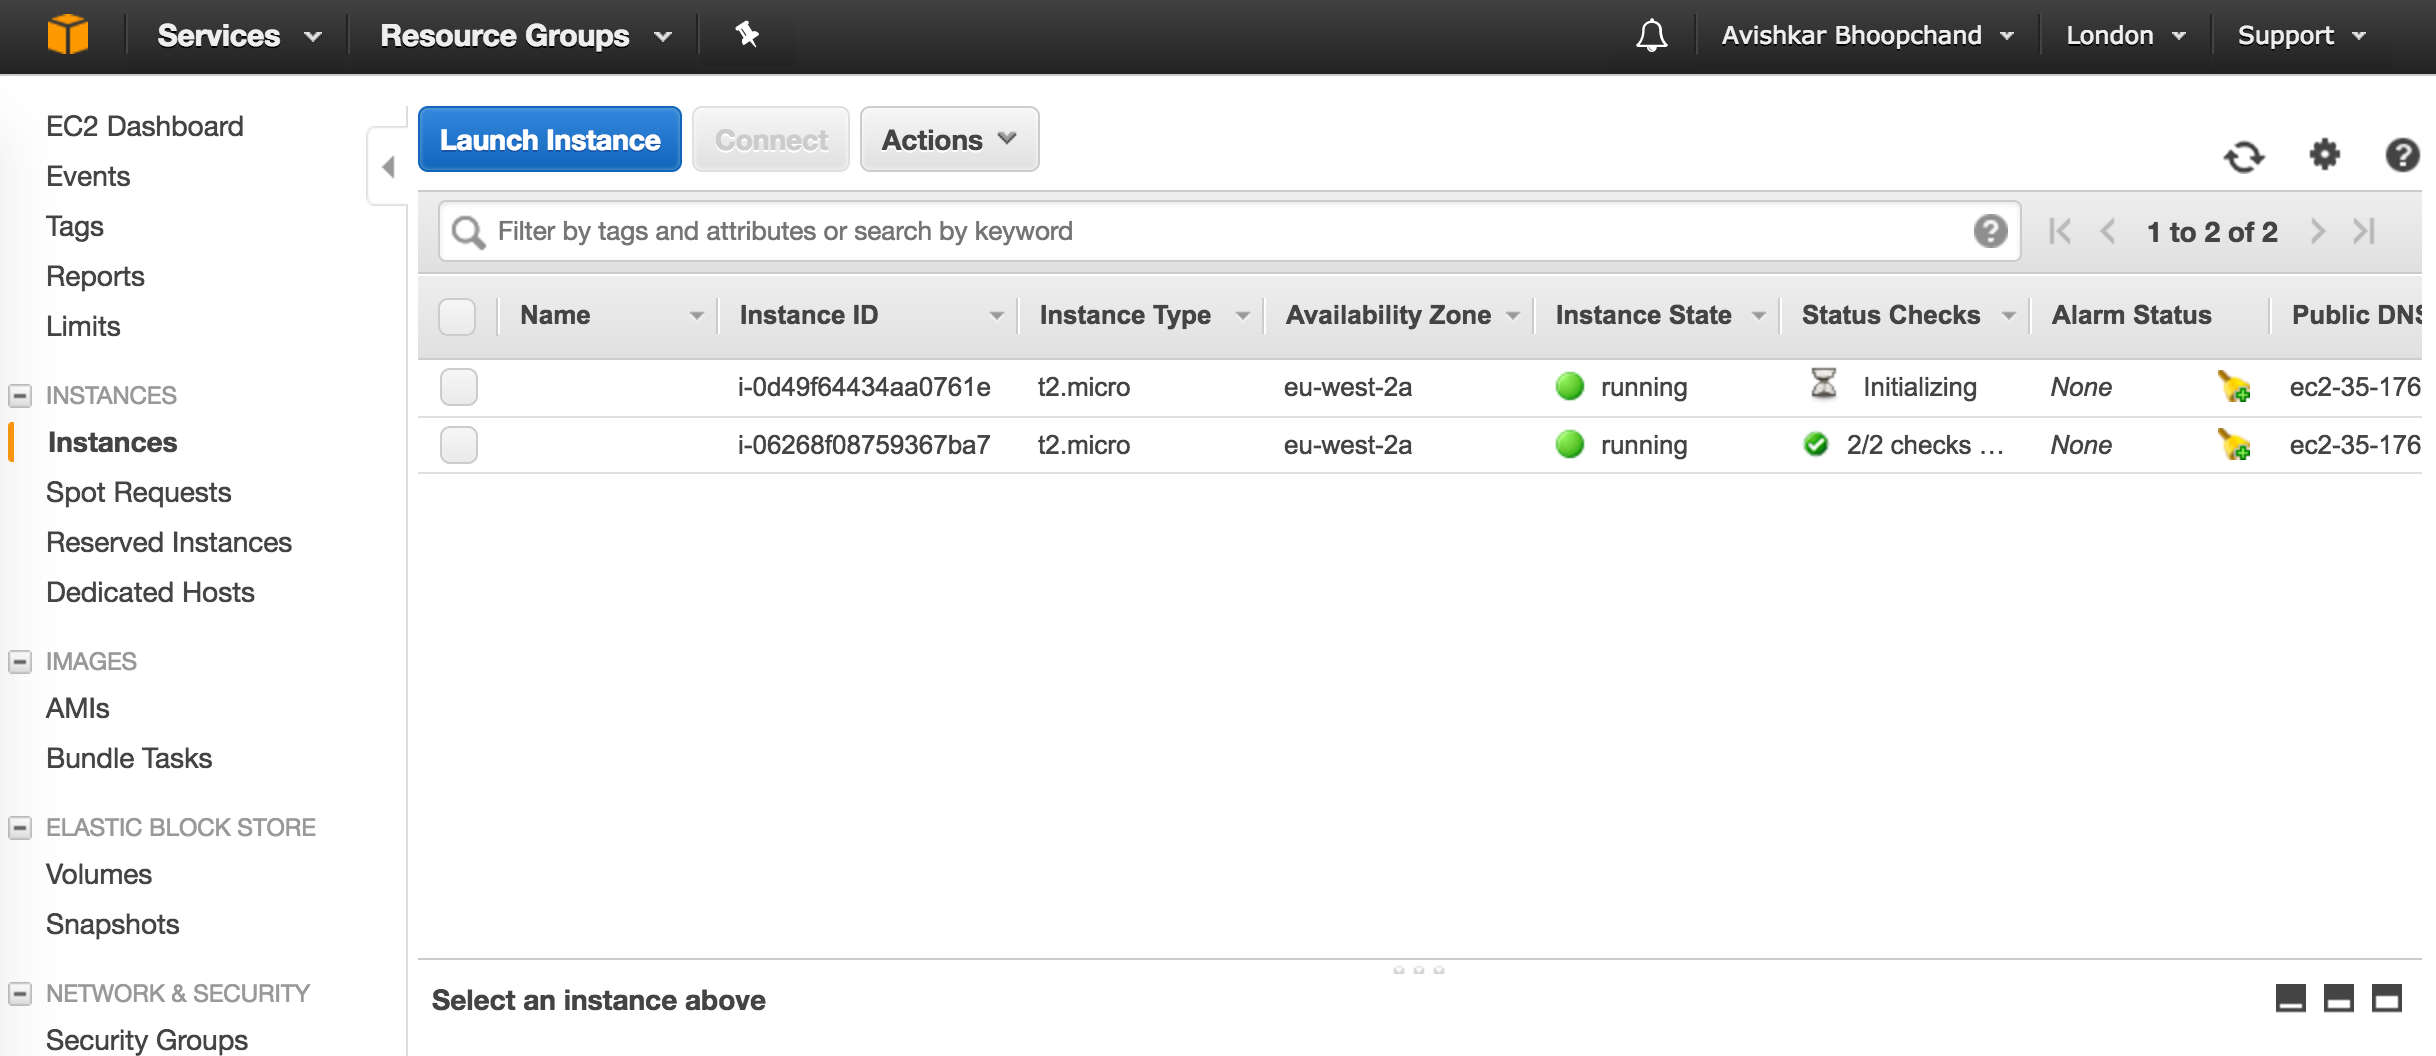 Services Resource Groups Avishkar Bhoopchand London Support
EC2 Dashboard
Events
Tags
Reports
Limits
INSTANCES
Instances
Spot Requests
Reserved Instances
Dedicated Hosts
IMAGES
AMIs
Bundle Tasks
ELASTIC BLOCK STORE
Volumes
Snapshots
NETWORK & SECURITY
Security Groups
Launch Instance Connect Actions
Filter by tags and attributes or search by keyword 1 to 2 of 2
Name Instance ID Instance Type Availability Zone Instance State Status Checks Alarm Status Public DNS
i-0d49f64434aa0761e t2.micro eu-west-2a running Initializing None ec2-35-176
i-06268f08759367ba7 t2.micro eu-west-2a running 2/2 checks ... None ec2-35-176
Select an instance above